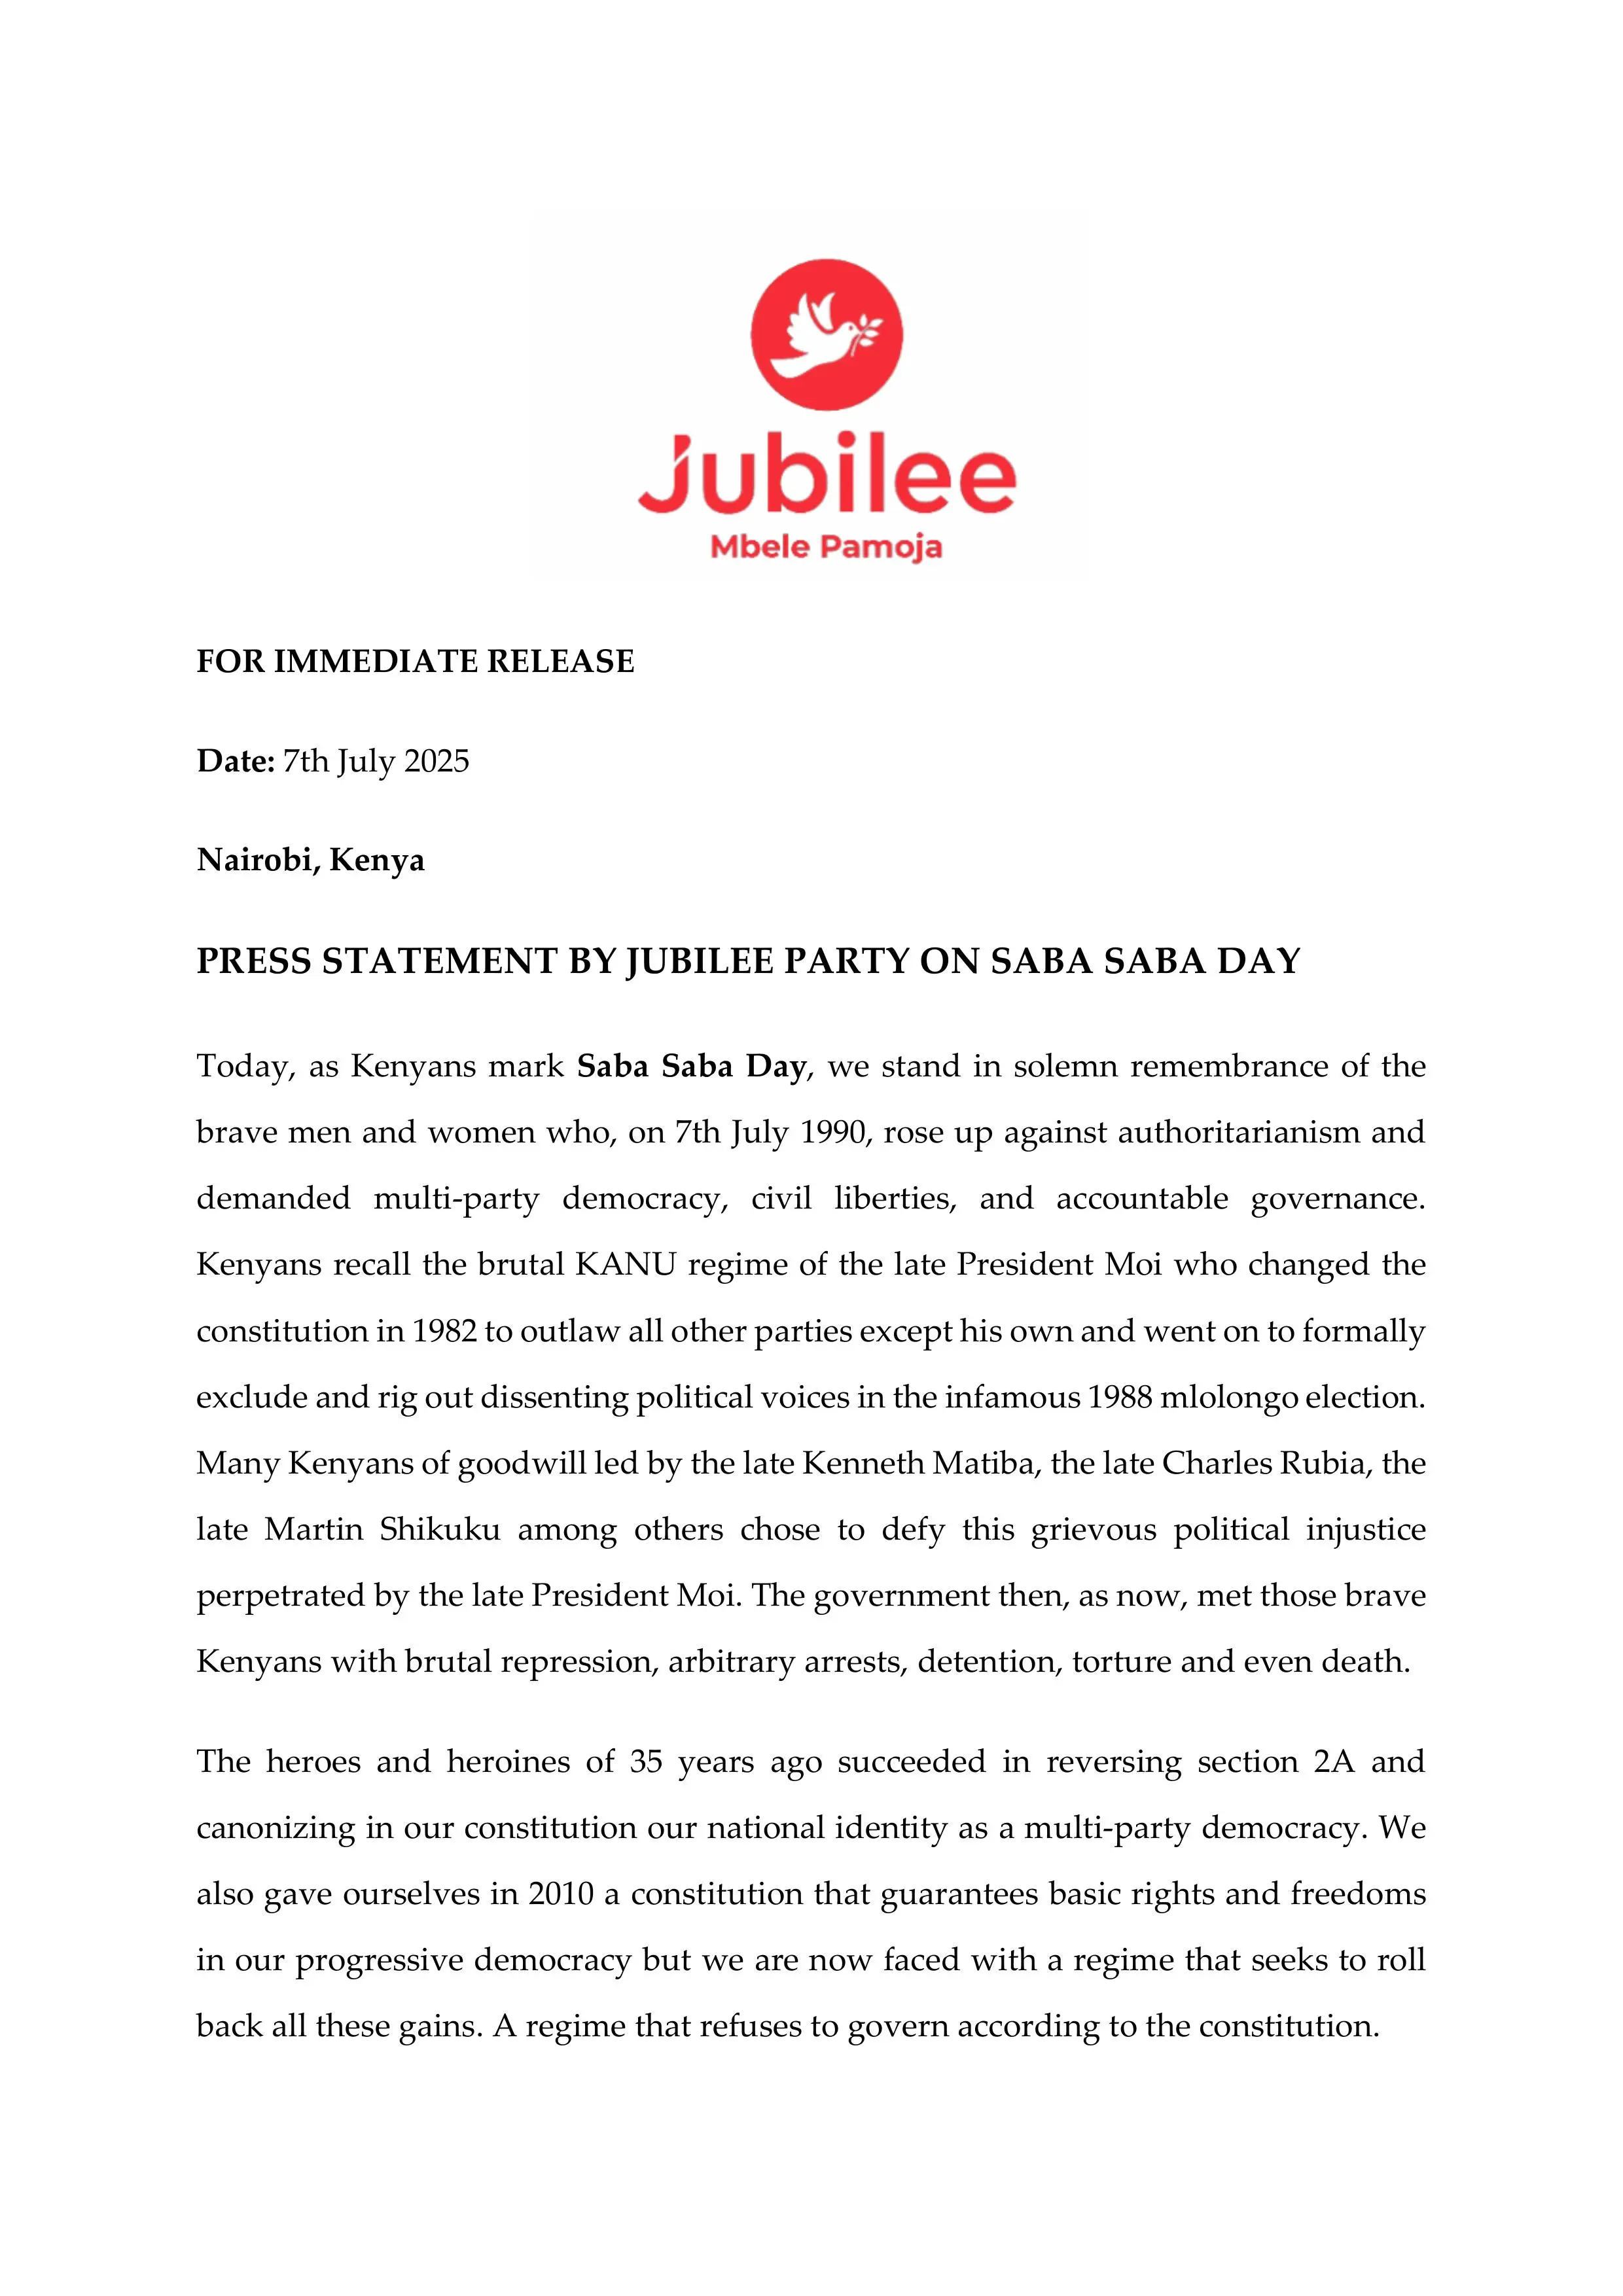 Jubilee
Mbele Pamoja
FOR IMMEDIATE RELEASE
Date: 7th July 2025
Nairobi, Kenya
PRESS STATEMENT BY JUBILEE PARTY ON SABA SABA DAY
Today, as Kenyans mark Saba Saba Day, we stand in solemn remembrance of the
brave men and women who, on 7th July 1990, rose up against authoritarianism and
demanded multi-party democracy, civil liberties, and accountable governance.
Kenyans recall the brutal KANU regime of the late President Moi who changed the
constitution in 1982 to outlaw all other parties except his own and went on to formally
exclude and rig out dissenting political voices in the infamous 1988 mlolongo election.
Many Kenyans of goodwill led by the late Kenneth Matiba, the late Charles Rubia, the
late Martin Shikuku among others chose to defy this grievous political injustice
perpetrated by the late President Moi. The government then, as now, met those brave
Kenyans with brutal repression, arbitrary arrests, detention, torture and even death.
The heroes and heroines of 35 years ago succeeded in reversing section 2A and
canonizing in our constitution our national identity as a multi-party democracy. We
also gave ourselves in 2010 a constitution that guarantees basic rights and freedoms
in our progressive democracy but we are now faced with a regime that seeks to roll
back all these gains. A regime that refuses to govern according to the constitution.